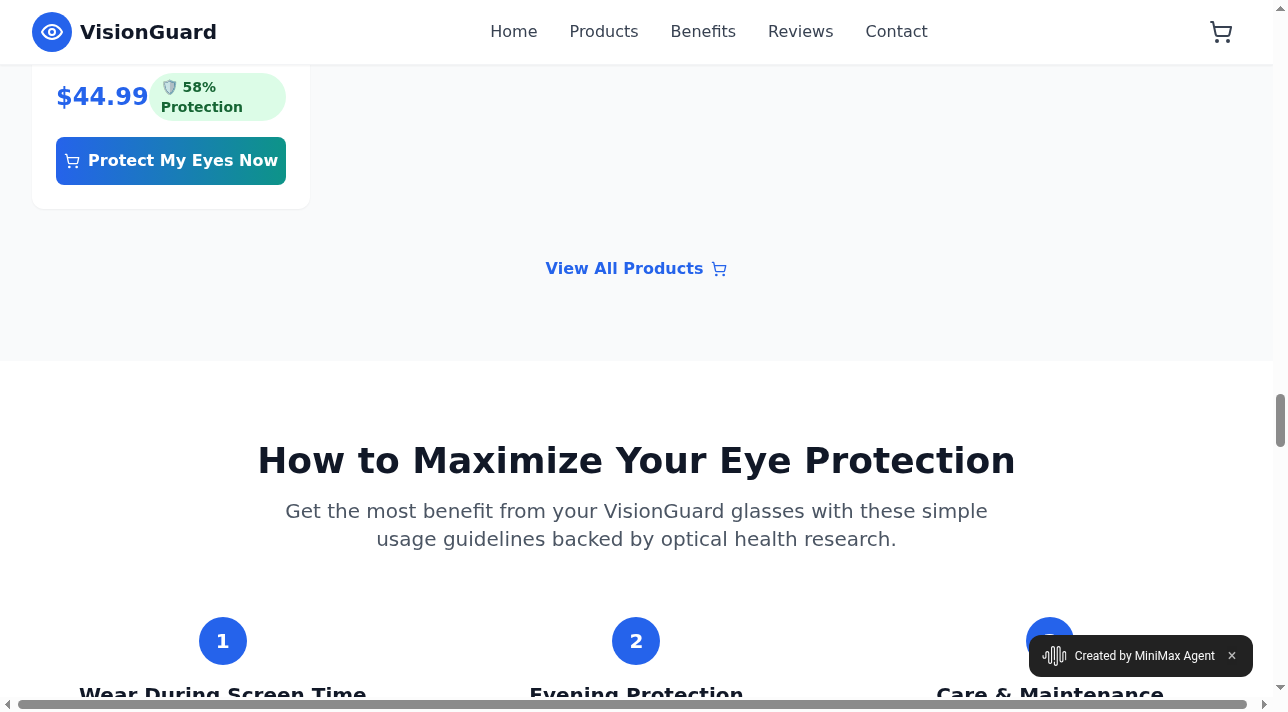 VisionGuard
Home
Products
Benefits
Reviews
Contact
$44.99
🛡️ 58%
Protection
Protect My Eyes Now
View All Products
How to Maximize Your Eye Protection
Get the most benefit from your VisionGuard glasses with these simple
usage guidelines backed by optical health research.
1
2
Wear During Screen Time
Evening Protection
Care & Maintenance
Created by MiniMax Agent ×